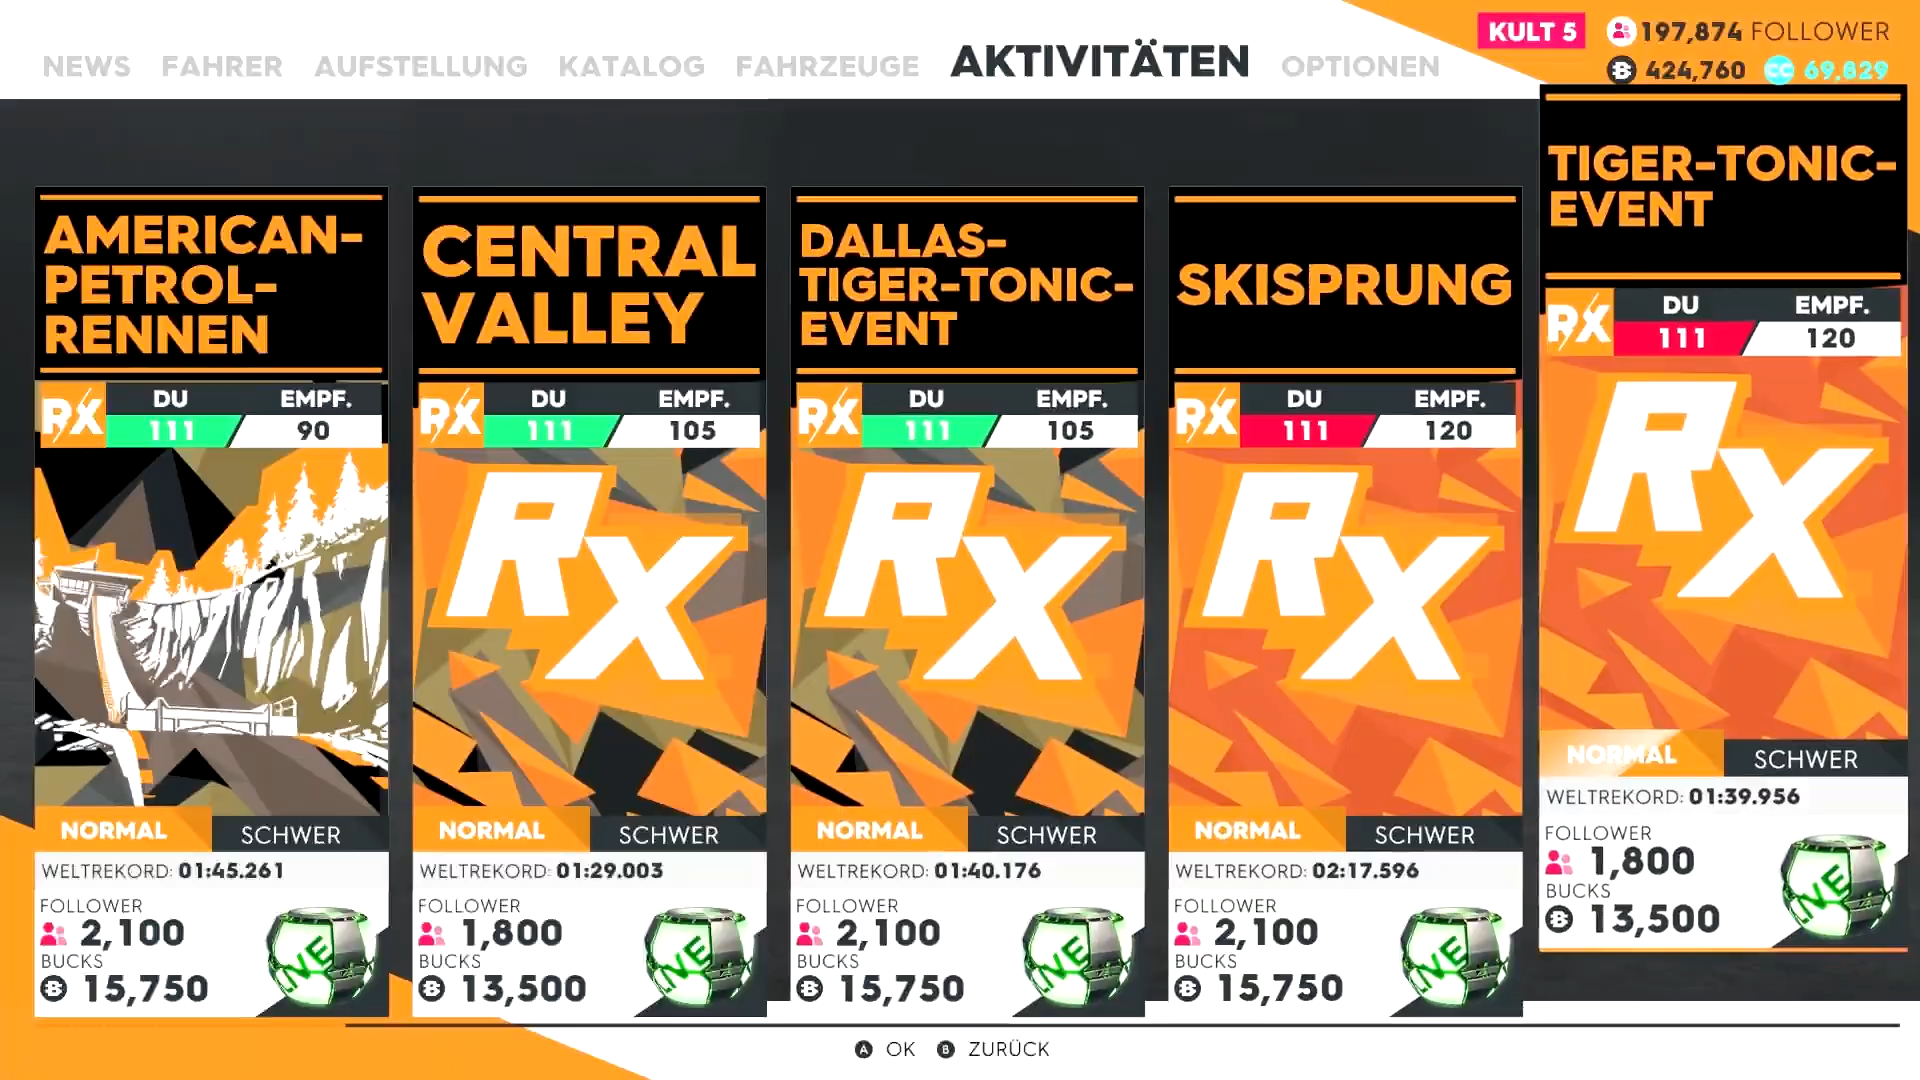 NEWS FAHRER AUFSTELLUNG KATALOG FAHRZEUGE AKTIVITÄTEN OPTIONEN
KULT 5 197,874 FOLLOWER
424,760 CC 69,829
AMERICAN-
PETROL-
RENNEN
RX DU EMPF.
111 90
NORMAL SCHWER
WELTREKORD: 01:45.261
FOLLOWER
2,100
BUCKS
15,750
LIVE
CENTRAL
VALLEY
RX DU EMPF.
111 105
RX
NORMAL SCHWER
WELTREKORD: 01:29.003
FOLLOWER
1,800
BUCKS
13,500
LIVE
DALLAS-
TIGER-TONIC-
EVENT
RX DU EMPF.
111 105
RX
NORMAL SCHWER
WELTREKORD: 01:40.176
FOLLOWER
2,100
BUCKS
15,750
LIVE
SKISPRUNG
RX DU EMPF.
111 120
RX
NORMAL SCHWER
WELTREKORD: 02:17.596
FOLLOWER
2,100
BUCKS
15,750
LIVE
TIGER-TONIC-
EVENT
RX DU EMPF.
111 120
RX
NORMAL SCHWER
WELTREKORD: 01:39.956
FOLLOWER
1,800
BUCKS
13,500
LIVE
A OK B ZURÜCK